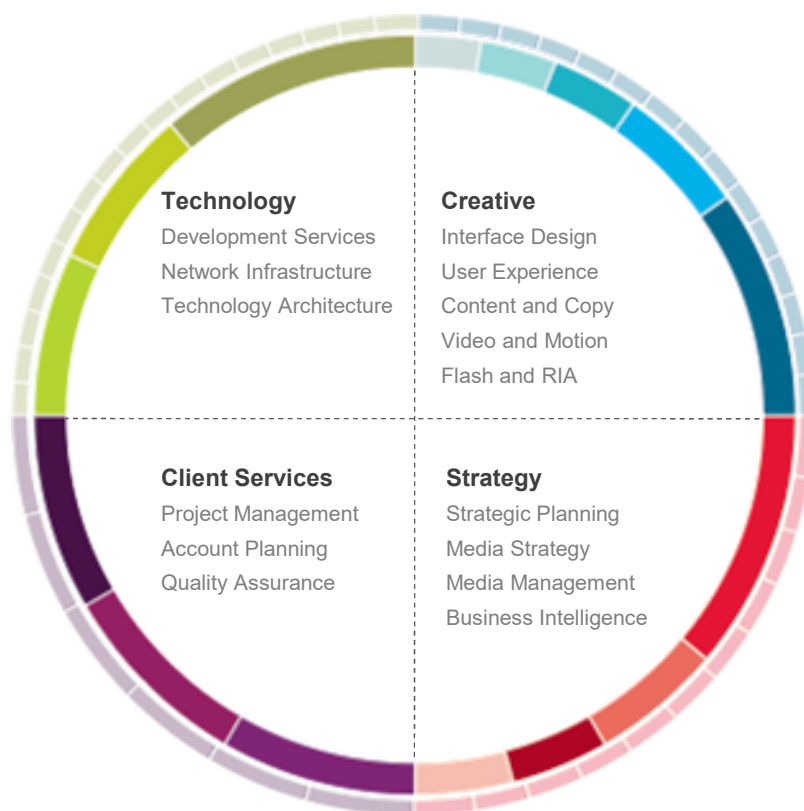 Technology
Development Services
Network Infrastructure
Technology Architecture
Creative
Interface Design
User Experience
Content and Copy
Video and Motion
Flash and RIA
Client Services
Project Management
Account Planning
Quality Assurance
Strategy
Strategic Planning
Media Strategy
Media Management
Business Intelligence